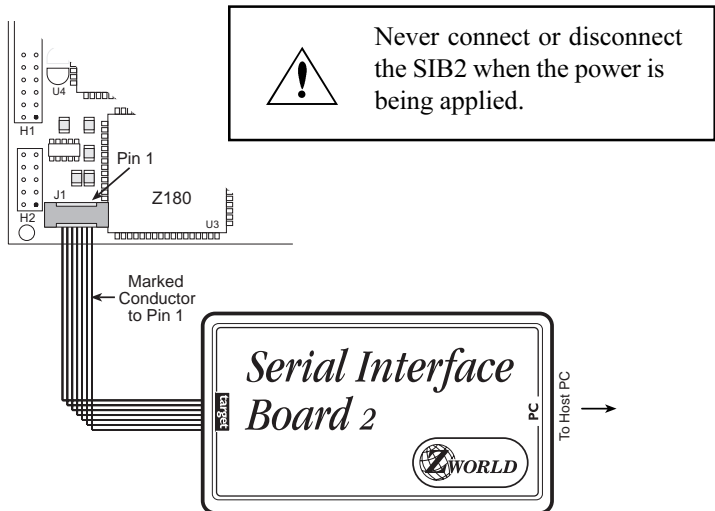 Never connect or disconnect
the SIB2 when the power is
being applied.
U4
H1
Pin 1
J1
Z180
H2
U3
Marked
Conductor
to Pin 1
Serial Interface
Board 2
target
PC
To Host PC
ZWORLD